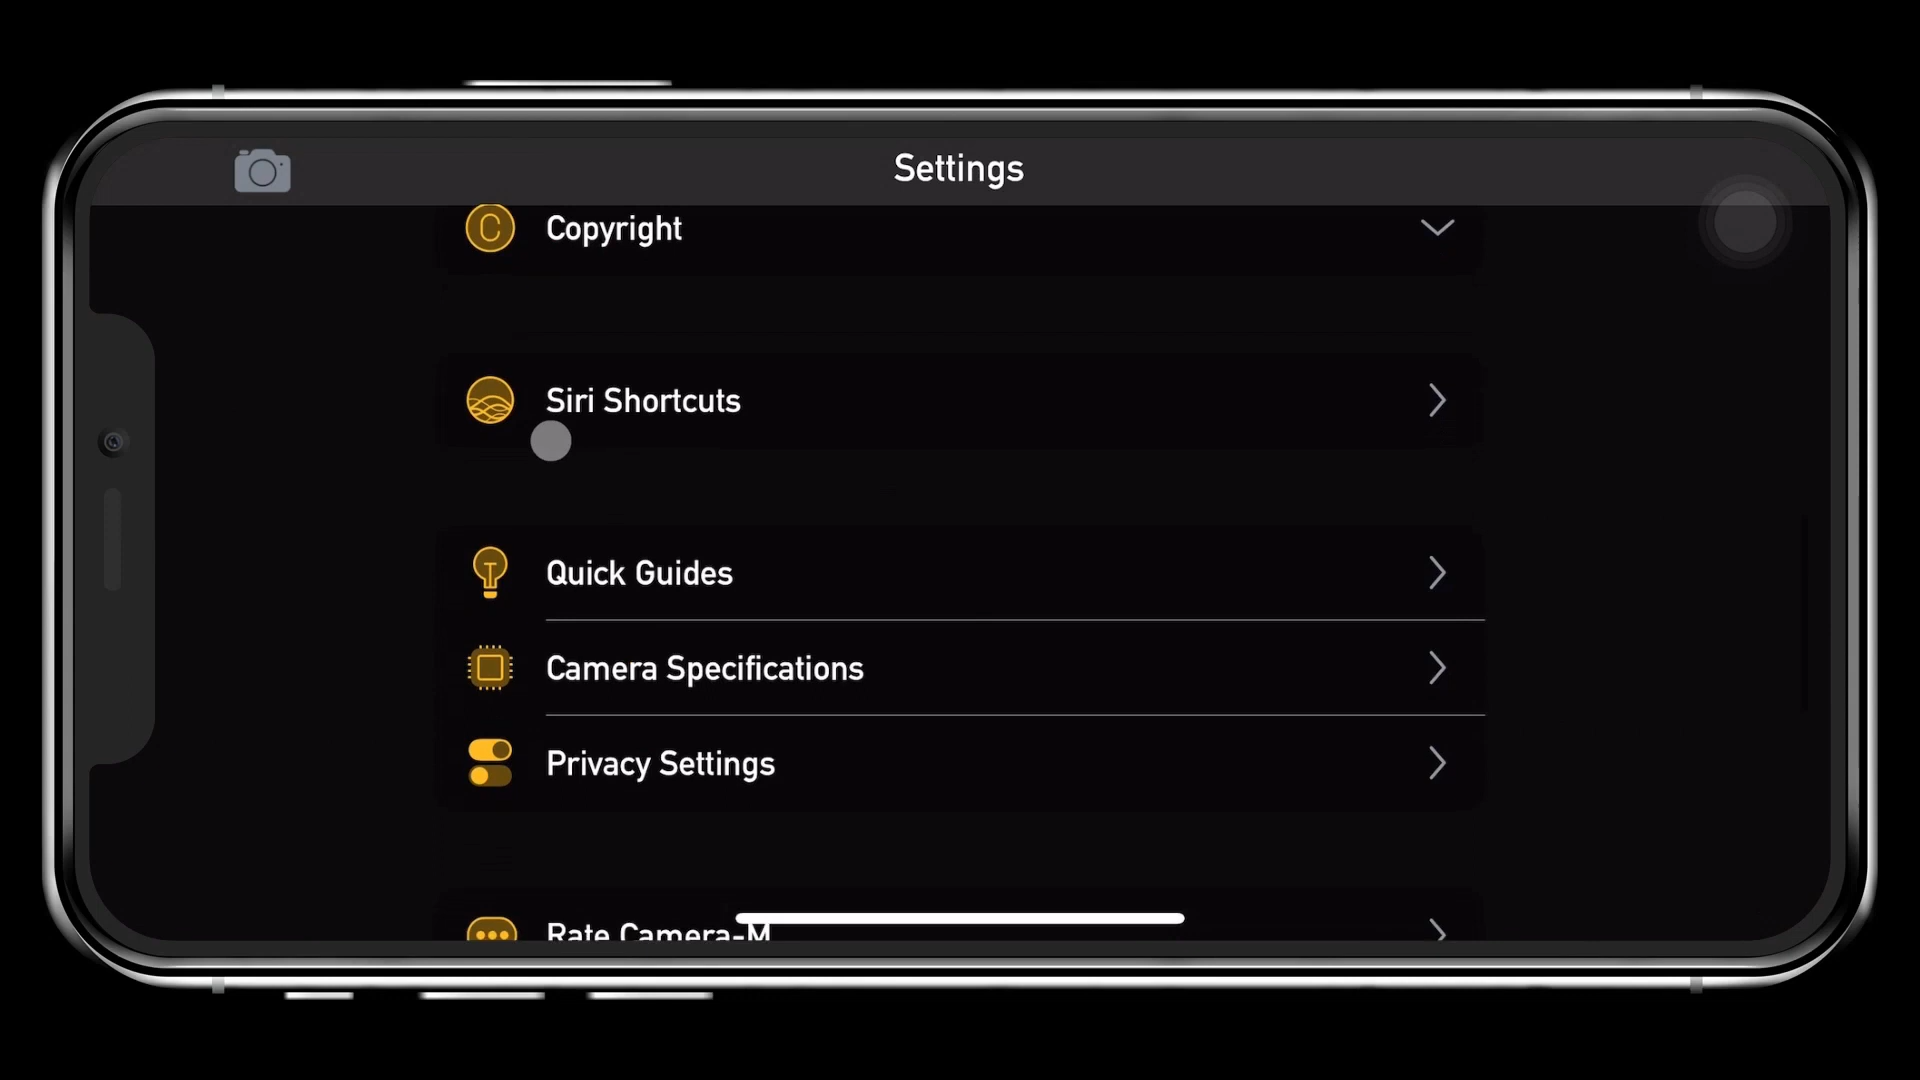 Settings
Copyright
Siri Shortcuts
Quick Guides
Camera Specifications
Privacy Settings
Rate Camera-M